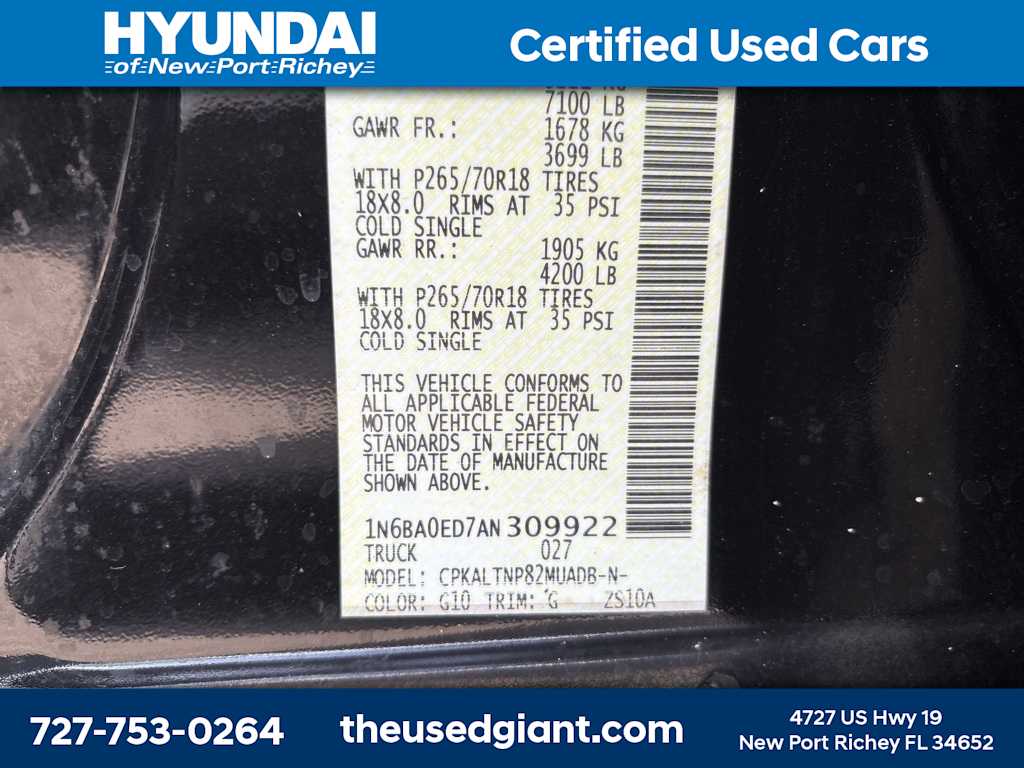 HYUNDAI
of New Port Richey
Certified Used Cars
7100 LB
GAWR FR.: 1678 KG
3699 LB
WITH P265/70R18 TIRES
18X8.0 RIMS AT 35 PSI
COLD SINGLE
GAWR RR.: 1905 KG
4200 LB
WITH P265/70R18 TIRES
18X8.0 RIMS AT 35 PSI
COLD SINGLE
THIS VEHICLE CONFORMS TO
ALL APPLICABLE FEDERAL
MOTOR VEHICLE SAFETY
STANDARDS IN EFFECT ON
THE DATE OF MANUFACTURE
SHOWN ABOVE.
1N6BA0ED7AN309922
TRUCK 027
MODEL: CPKALTNP82MUADB-N-
COLOR: G10 TRIM: G ZS10A
727-753-0264
theusedgiant.com
4727 US Hwy 19
New Port Richey FL 34652